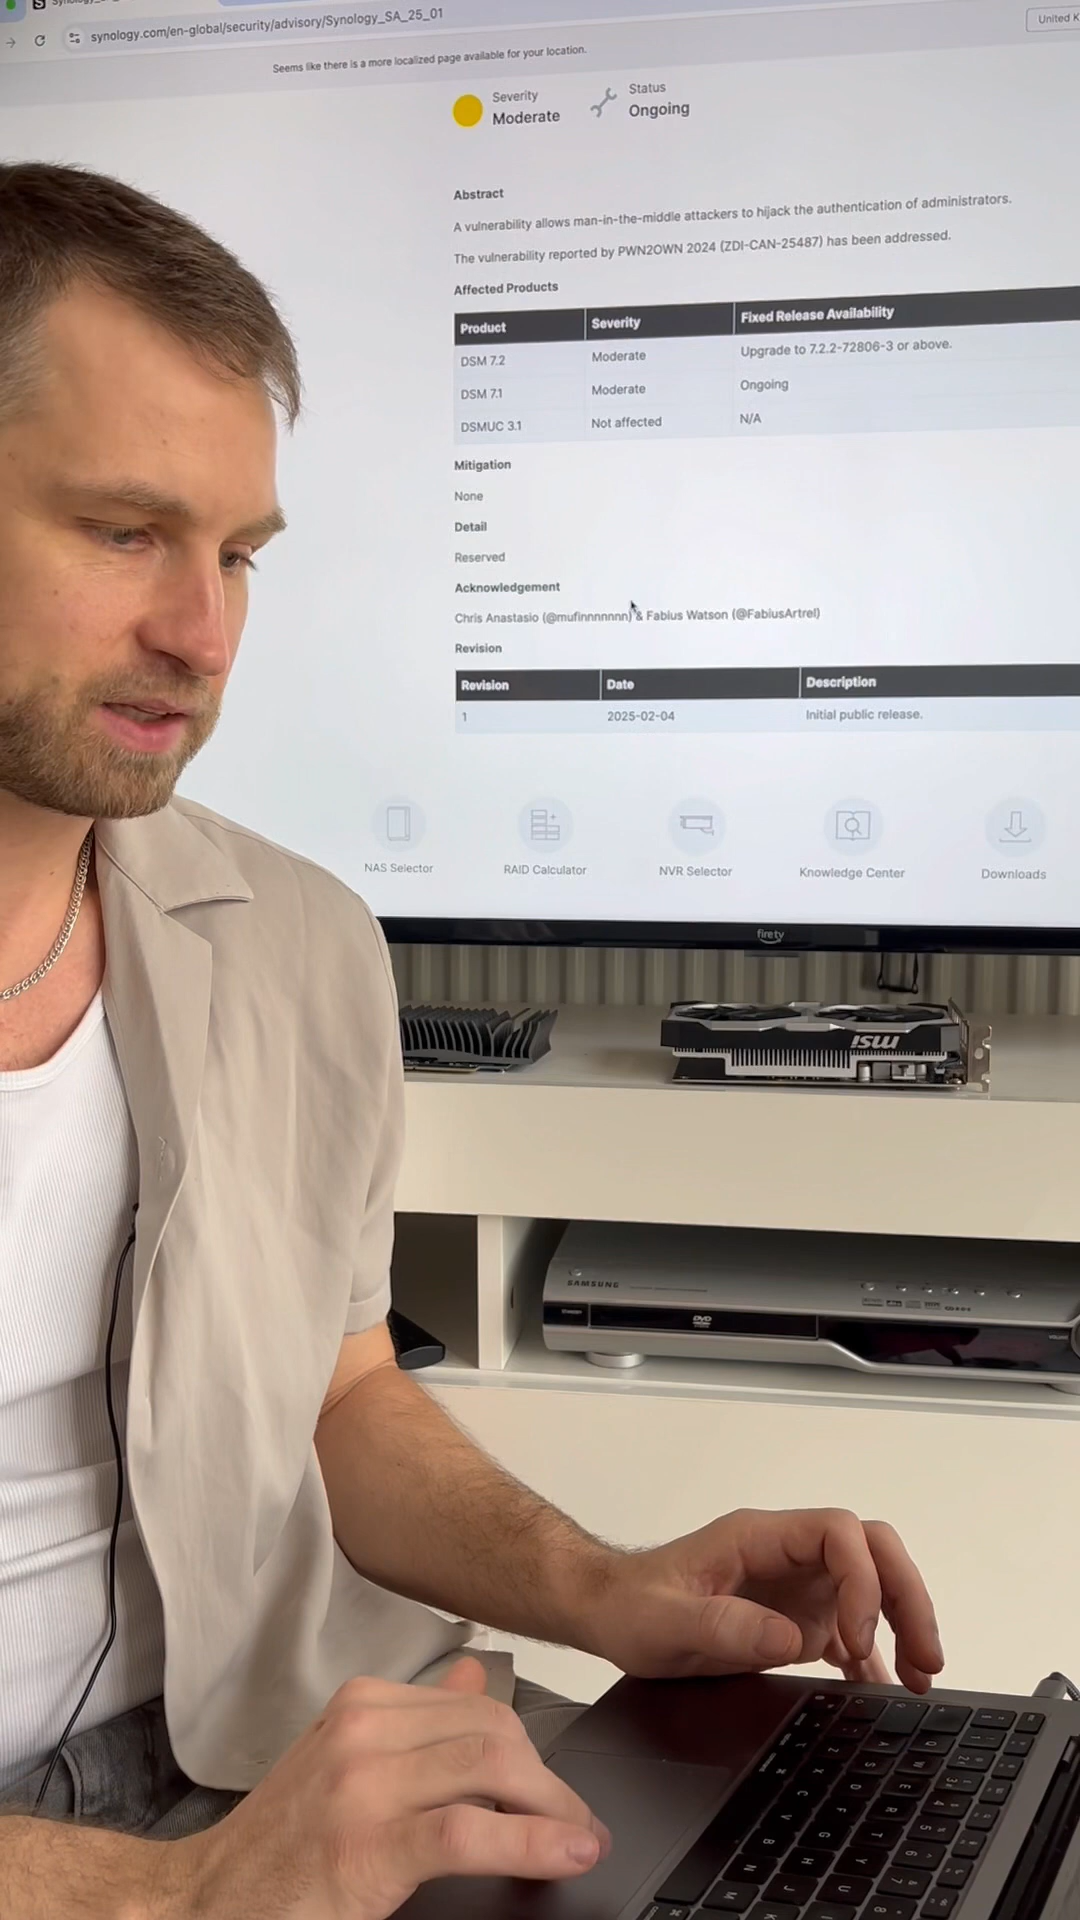 synology.com/en-global/security/advisory/Synology_SA_25_01
United K
Seems like there is a more localized page available for your location.
Severity
Moderate
Status
Ongoing
Abstract
A vulnerability allows man-in-the-middle attackers to hijack the authentication of administrators.
The vulnerability reported by PWN2OWN 2024 (ZDI-CAN-25487) has been addressed.
Affected Products
Product Severity Fixed Release Availability
DSM 7.2 Moderate Upgrade to 7.2.2-72806-3 or above.
DSM 7.1 Moderate Ongoing
DSMUC 3.1 Not affected N/A
Mitigation
None
Detail
Reserved
Acknowledgement
Chris Anastasio (@mufinnnnnnn) & Fabius Watson (@FabiusArtrel)
Revision
Revision Date Description
1 2025-02-04 Initial public release.
NAS Selector RAID Calculator NVR Selector Knowledge Center Downloads
fire tv
msi
SAMSUNG
DVD